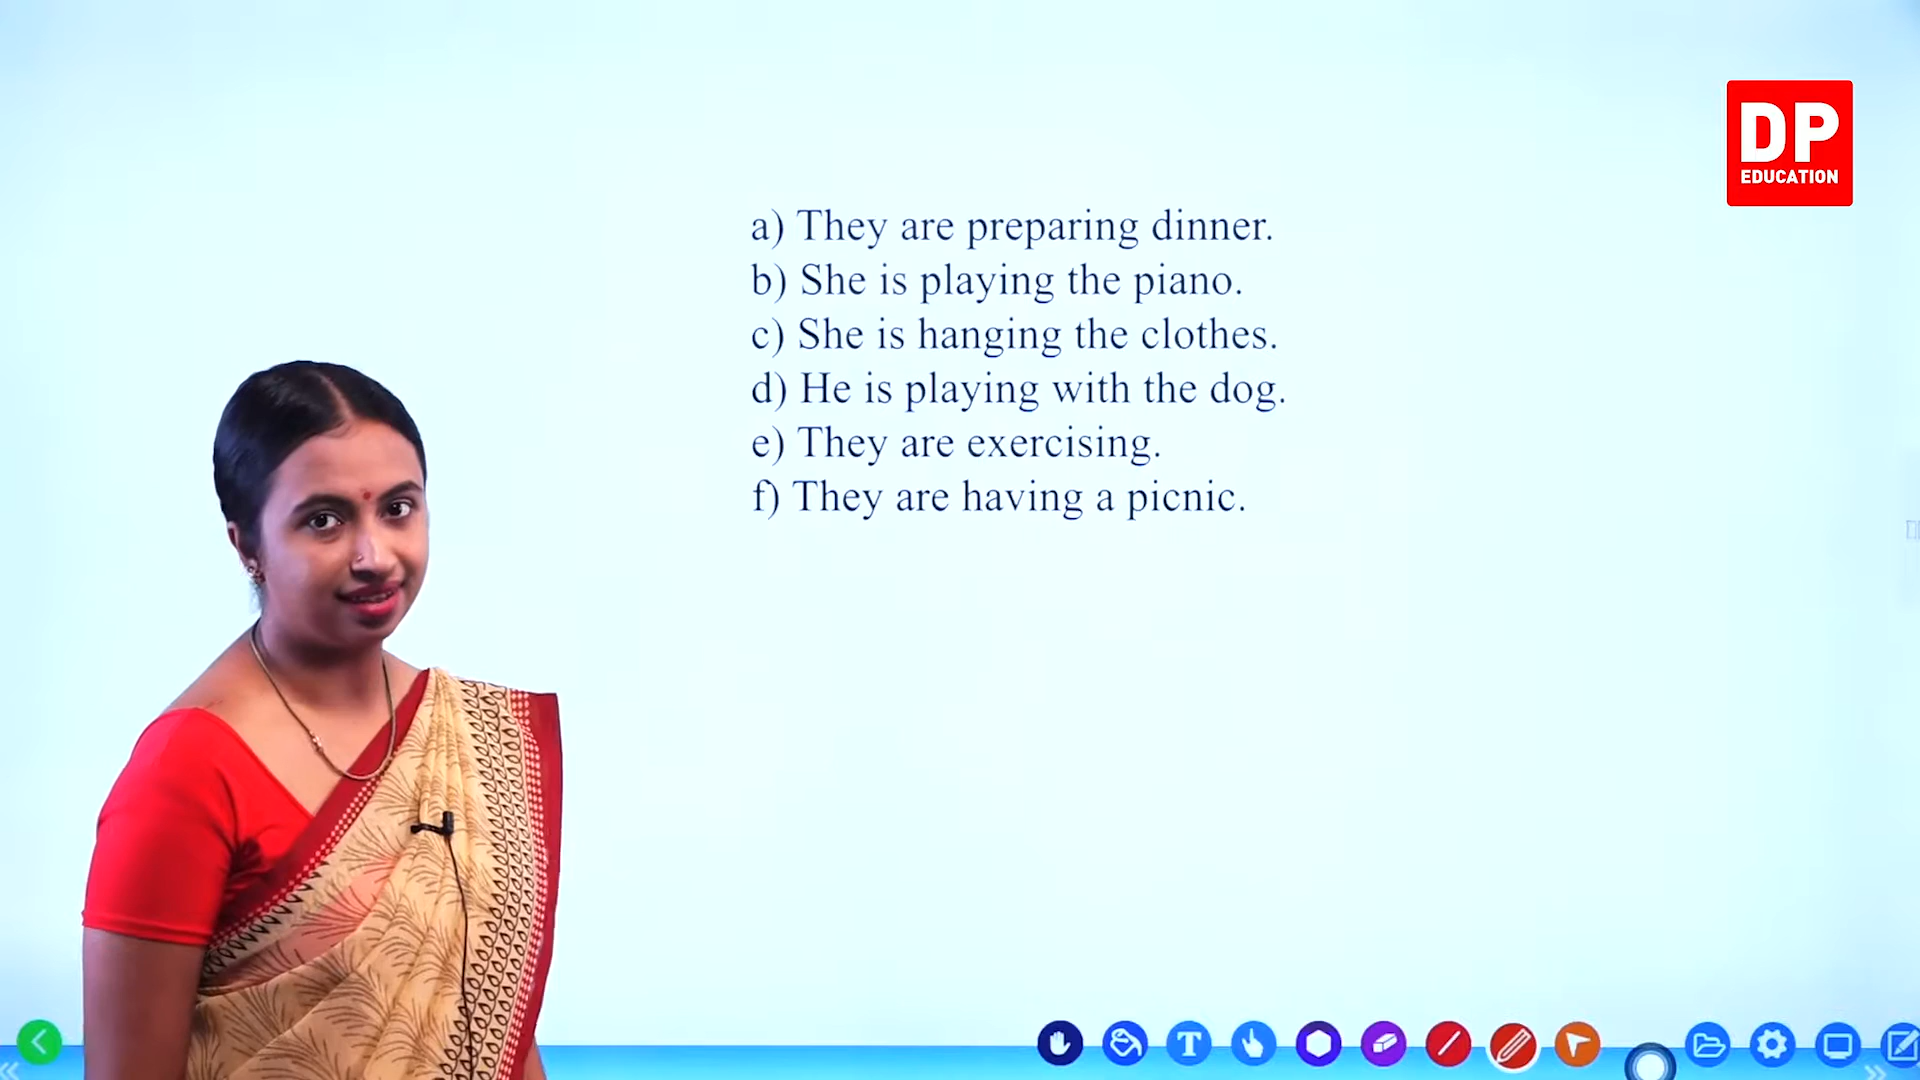 DP
EDUCATION
a) They are preparing dinner.
b) She is playing the piano.
c) She is hanging the clothes.
d) He is playing with the dog.
e) They are exercising.
f) They are having a picnic.
T